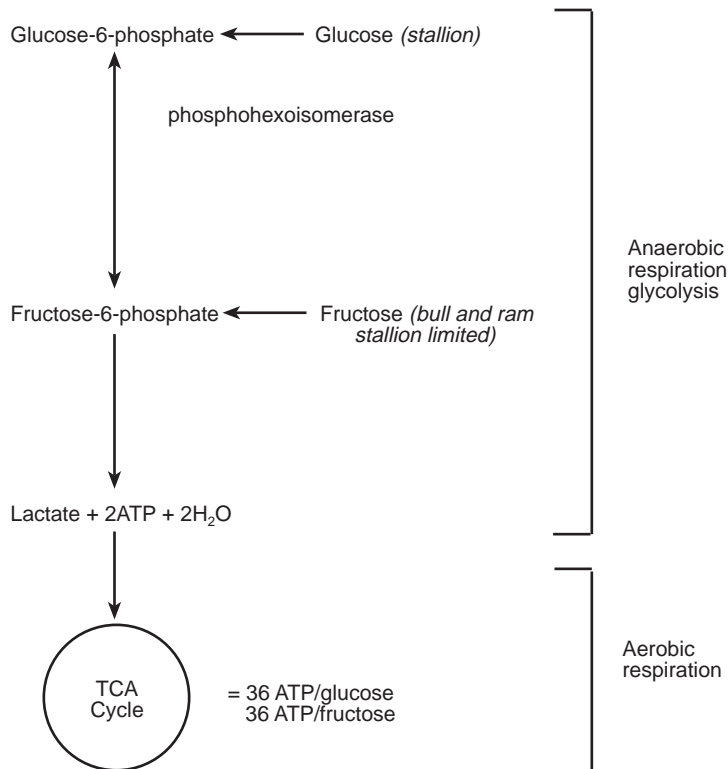 Glucose-6-phosphate
Glucose (stallion)
phosphohexoisomerase
Anaerobic
respiration
glycolysis
Fructose-6-phosphate
Fructose (bull and ram
stallion limited)
Lactate + 2ATP + 2H₂O
TCA
Cycle
= 36 ATP/glucose
36 ATP/fructose
Aerobic
respiration